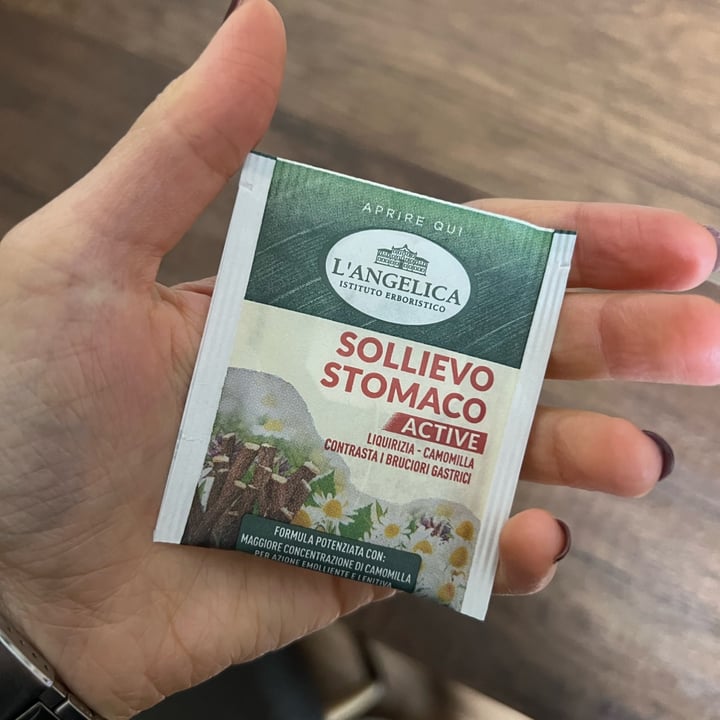 APRIRE QUI
L'ANGELICA
ISTITUTO ERBORISTICO
SOLLIEVO
STOMACO
ACTIVE
LIQUIRIZIA - CAMOMILLA
CONTRASTA I BRUCIORI GASTRICI
FORMULA POTENZIATA CON:
MAGGIORE CONCENTRAZIONE DI CAMOMILLA
PER AZIONE EMOLLIENTE E LENITIVA